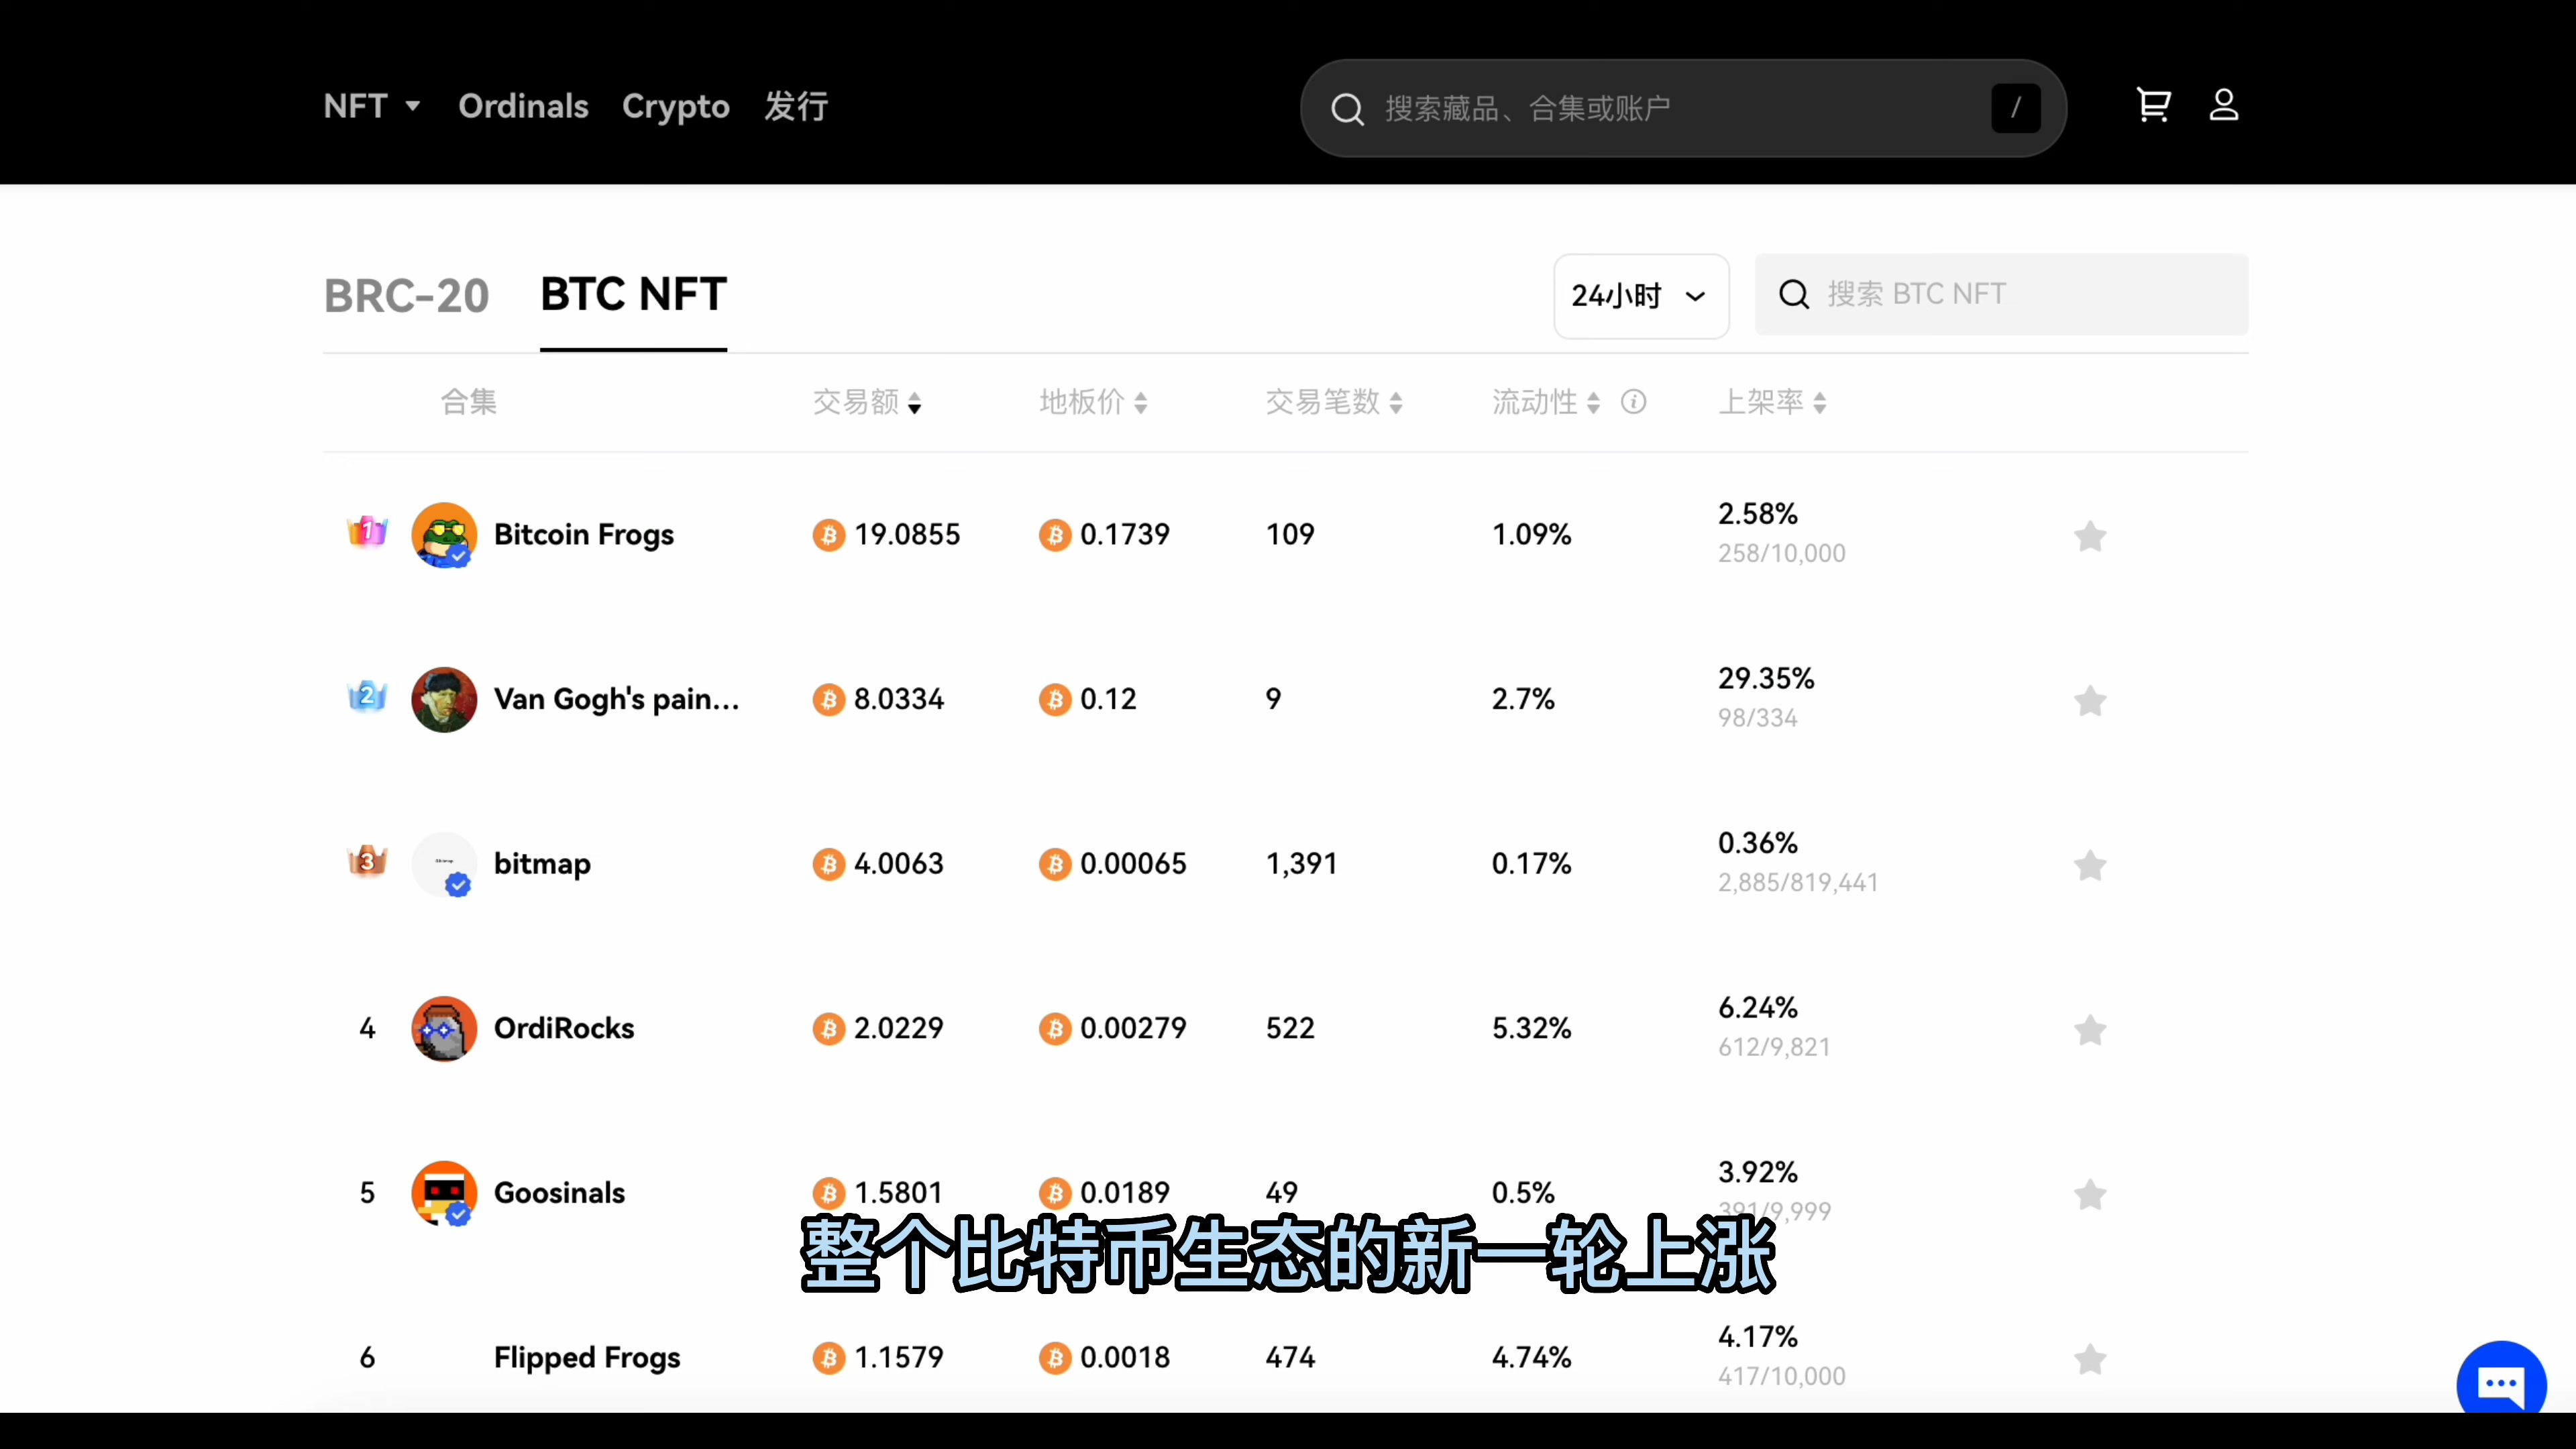 NFT Ordinals Crypto 发行 搜索藏品、合集或账户 /
BRC-20 BTC NFT 24小时 搜索 BTC NFT
合集 交易额 地板价 交易笔数 流动性 上架率
1 Bitcoin Frogs 19.0855 0.1739 109 1.09% 2.58%
258/10,000
2 Van Gogh's pain... 8.0334 0.12 9 2.7% 29.35%
98/334
3 bitmap 4.0063 0.00065 1,391 0.17% 0.36%
2,885/819,441
4 OrdiRocks 2.0229 0.00279 522 5.32% 6.24%
612/9,821
5 Goosinals 1.5801 0.0189 49 0.5% 3.92%
391/9,999
整个比特币生态的新一轮上涨
6 Flipped Frogs 1.1579 0.0018 474 4.74% 4.17%
417/10,000